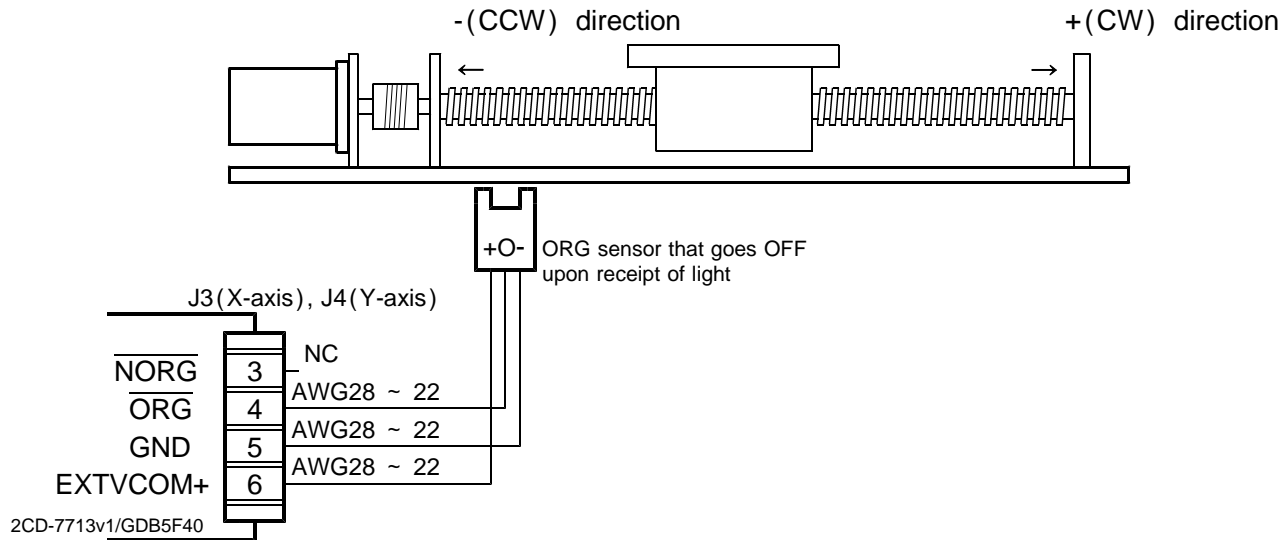 -(CCW) direction
+(CW) direction
← →
+O- ORG sensor that goes OFF
upon receipt of light
J3(X-axis), J4(Y-axis)
NORG 3 NC
ORG 4 AWG28 ~ 22
GND 5 AWG28 ~ 22
EXTVCOM+ 6 AWG28 ~ 22
2CD-7713v1/GDB5F40